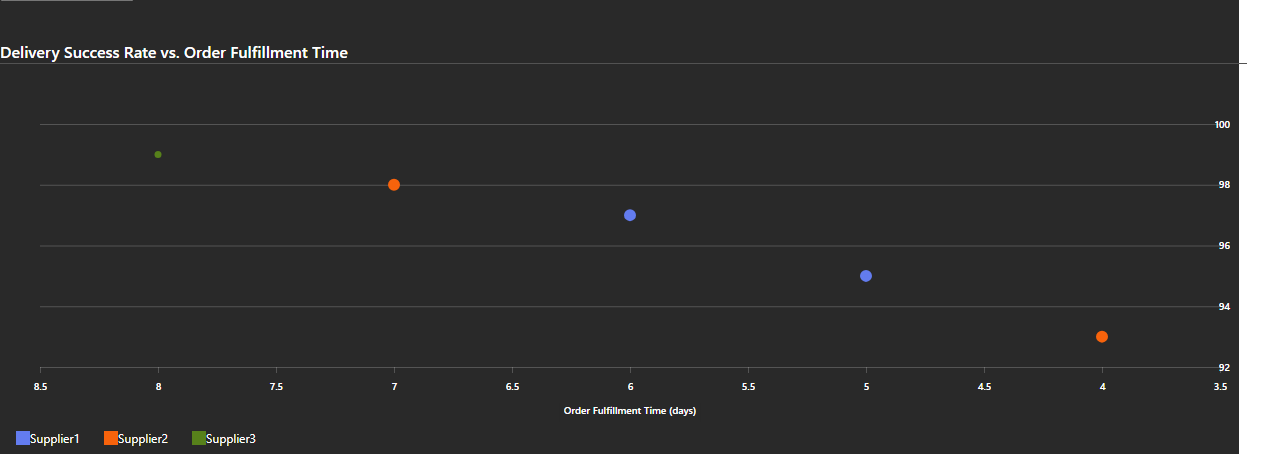 Delivery Success Rate vs. Order Fulfillment Time
100
98
96
94
92
8.5 8 7.5 7 6.5 6 5.5 5 4.5 4 3.5
Order Fulfillment Time (days)
Supplier1 Supplier2 Supplier3